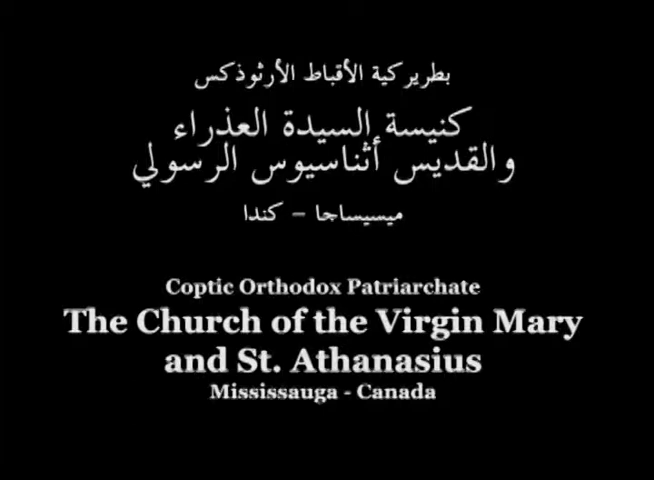 بطريركية الأقباط الأرثوذكس
كنيسة السيدة العذراء
والقديس أثناسيوس الرسولي
ميسيساجا – كندا
Coptic Orthodox Patriarchate
The Church of the Virgin Mary
and St. Athanasius
Mississauga - Canada